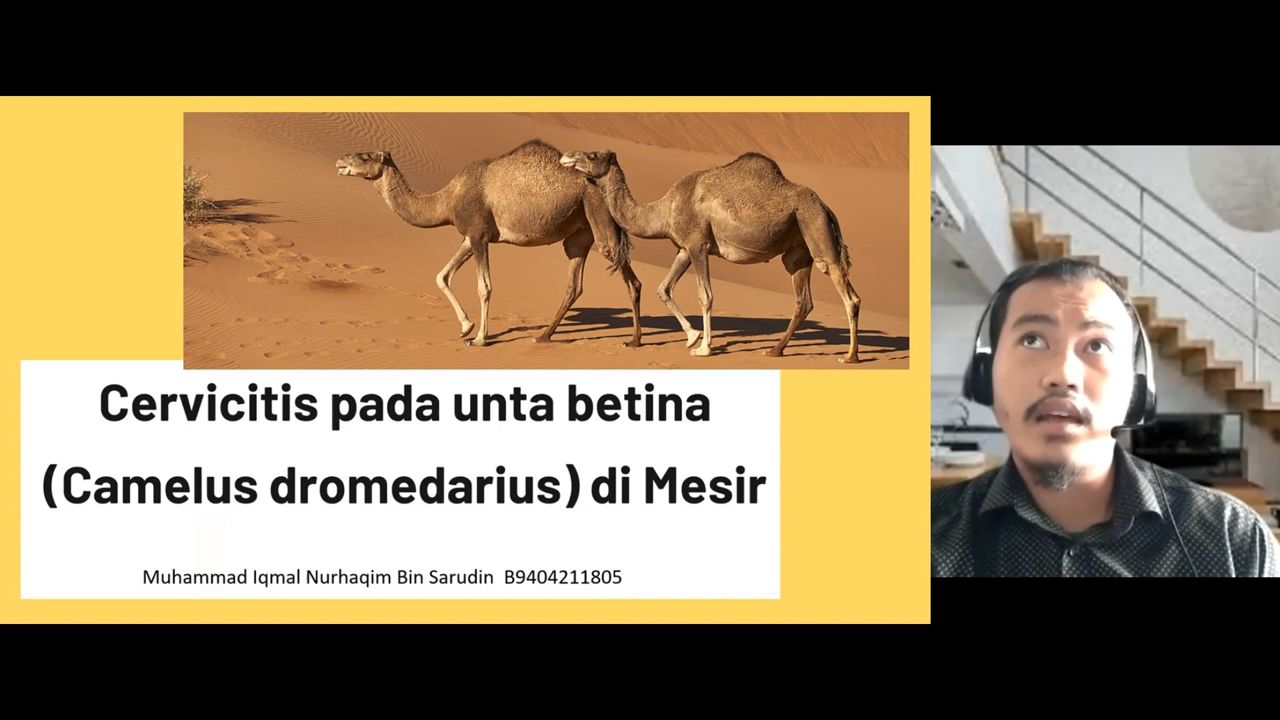 Cervicitis pada unta betina
(Camelus dromedarius) di Mesir
Muhammad Iqmal Nurhaqim Bin Sarudin B9404211805